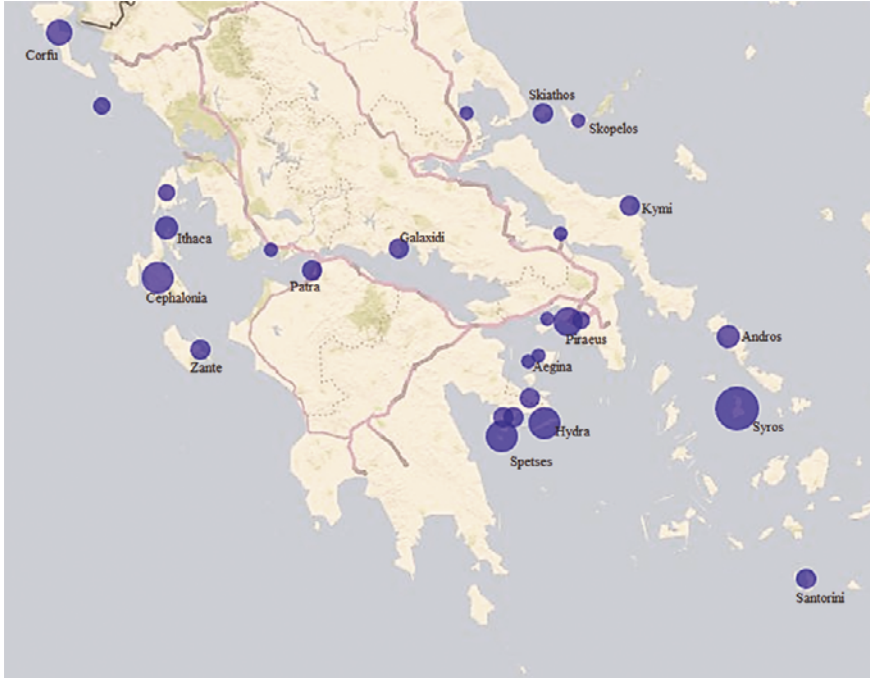 Corfu
Skiathos
Skopelos
Kymi
Ithaca
Galaxidi
Patra
Cephalonia
Piraeus
Andros
Zante
Aegina
Syros
Hydra
Spetses
Santorini